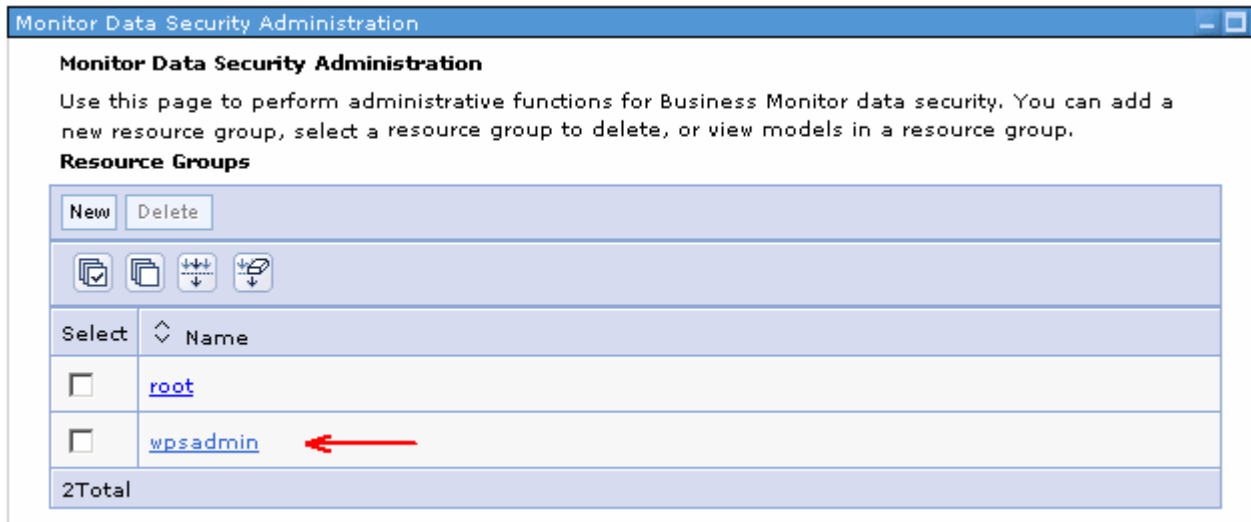 Monitor Data Security Administration
Monitor Data Security Administration
Use this page to perform administrative functions for Business Monitor data security. You can add a
new resource group, select a resource group to delete, or view models in a resource group.
Resource Groups
New Delete
Select Name
root
wpsadmin
2Total